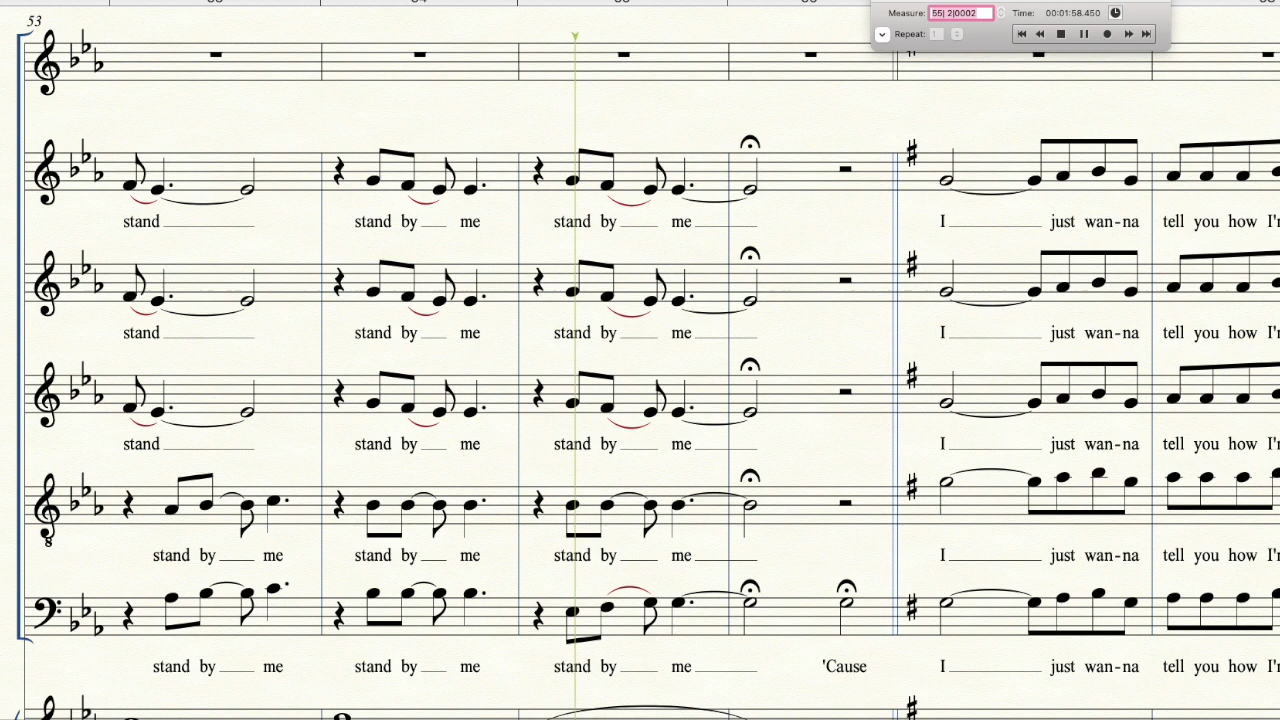 Measure: 55| 2|0002 Time: 00:01:58.450
Repeat: 1
53
stand stand by me stand by me I just wan-na tell you how I'm
stand stand by me stand by me I just wan-na tell you how I'm
stand stand by me stand by me I just wan-na tell you how I'm
stand by me stand by me stand by me I just wan-na tell you how I'm
stand by me stand by me stand by me 'Cause I just wan-na tell you how I'm